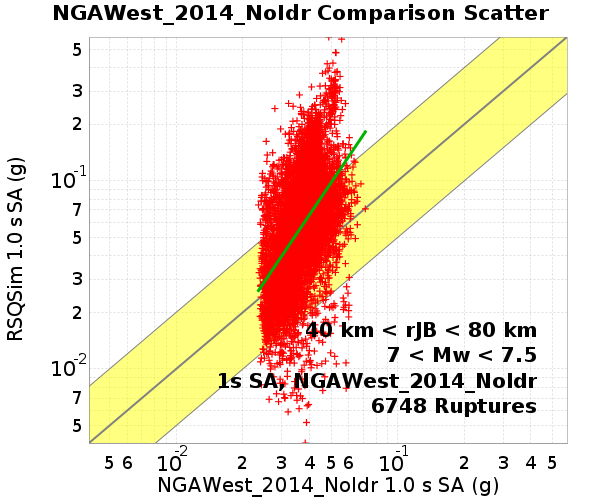 NGAWest_2014_NoIdr Comparison Scatter
RSQSim 1.0 s SA (g)
5
3
2
10-1
7
5
3
2
10-2
7
5
40 km < rJB < 80 km
7 < Mw < 7.5
1s SA, NGAWest_2014_NoIdr
6748 Ruptures
5 6 10-2 2 3 4 5 6 10-1 2 3 4 5
NGAWest_2014_NoIdr 1.0 s SA (g)